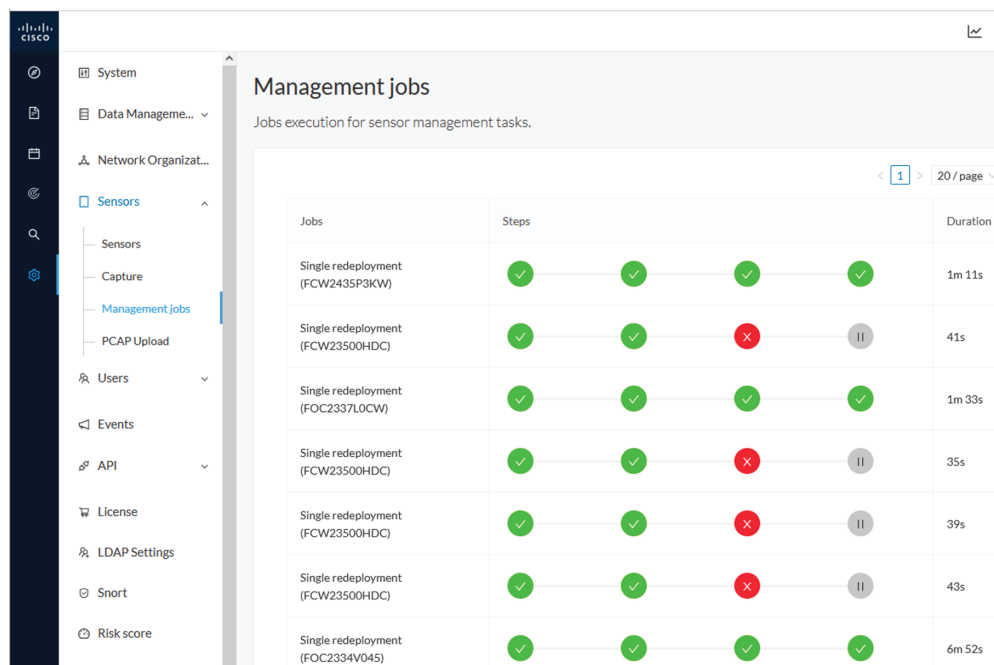 CISCO
System
Data Manageme...
Network Organizat...
Sensors
Sensors
Capture
Management jobs
PCAP Upload
Users
Events
API
License
LDAP Settings
Snort
Risk score
Management jobs
Jobs execution for sensor management tasks.
1 20 / page
Jobs Steps Duration
Single redeployment
(FCW2435P3KW)
1m 11s
Single redeployment
(FCW23500HDC)
41s
Single redeployment
(FOC2337L0CW)
1m 33s
Single redeployment
(FCW23500HDC)
35s
Single redeployment
(FCW23500HDC)
39s
Single redeployment
(FCW23500HDC)
43s
Single redeployment
(FOC2334V045)
6m 52s